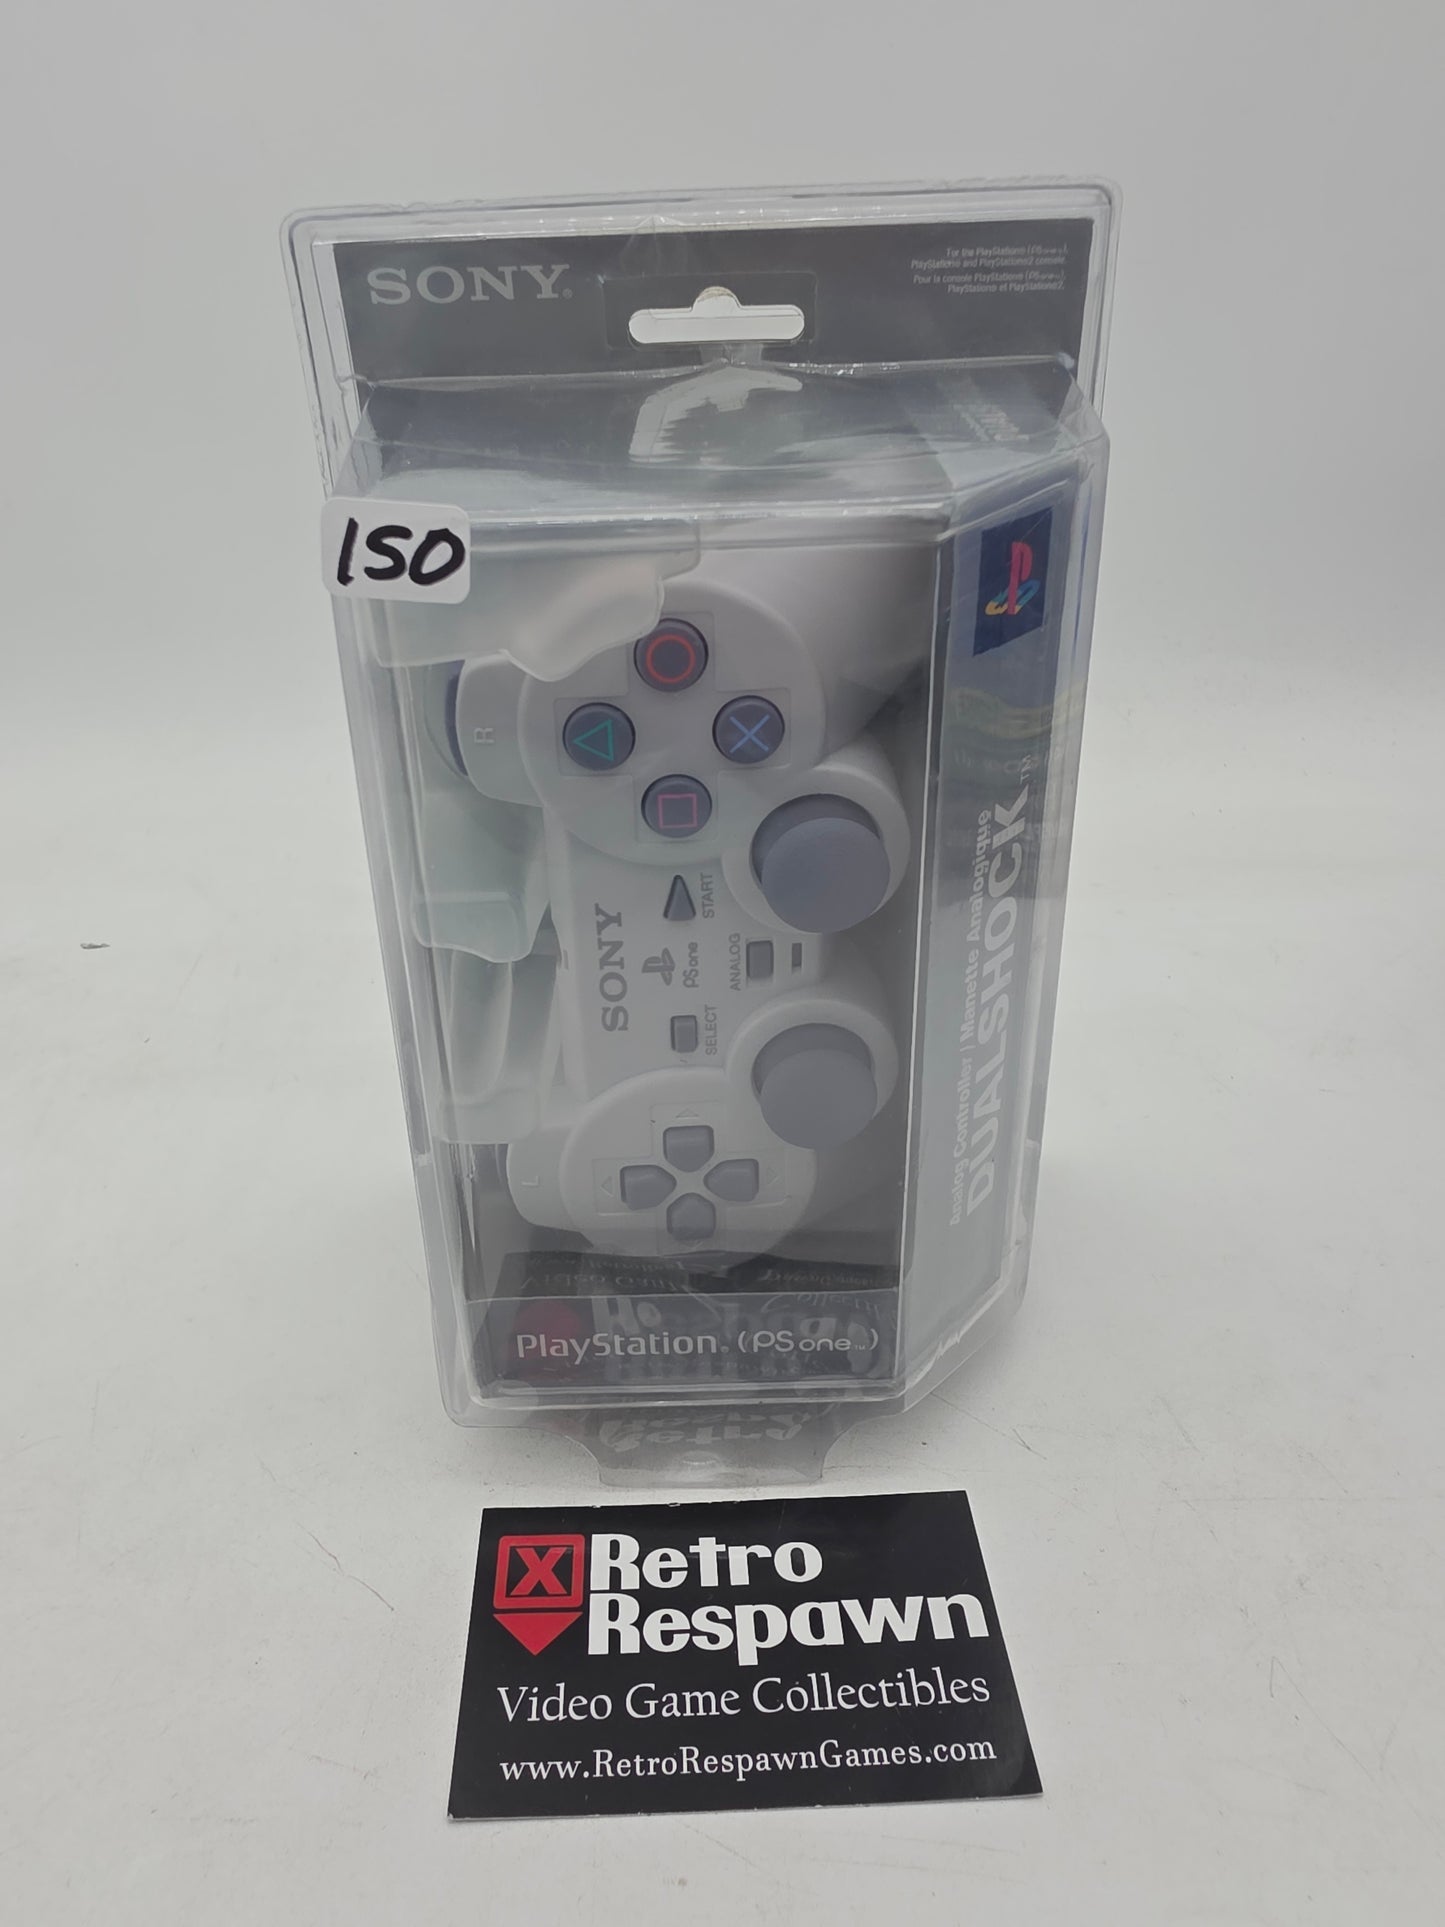 SONY®
For the PlayStation® (PS one™),
PlayStation® and PlayStation®2 console.
Pour la console PlayStation® (PS one™),
PlayStation® et PlayStation®2.
150
R
SONY
PS one
START
ANALOG
SELECT
L
Analog Controller / Manette Analogique
DUALSHOCK™
PlayStation® (PS one™)
Retro
Respawn
Video Game Collectibles
www.RetroRespawnGames.com